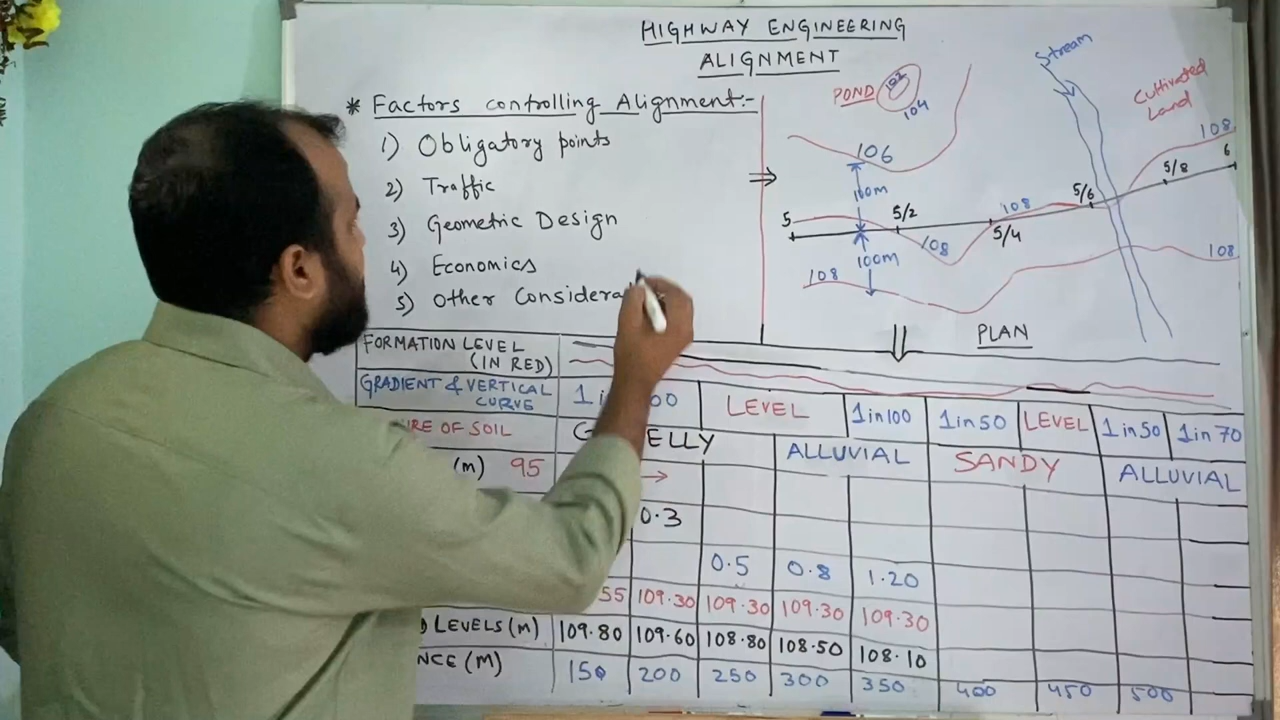 HIGHWAY ENGINEERING
ALIGNMENT
* Factors controlling Alignment:-
1) Obligatory points
2) Traffic
3) Geometric Design
4) Economics
5) Other Considera
Stream
Cultivated Land
POND 102
104
106
100m
100m
108
108
108
108
108
5
5/2
5/4
5/6
5/8
6
PLAN
FORMATION LEVEL (IN RED)
GRADIENT & VERTICAL CURVE 1 in 00 LEVEL 1 in 100 1 in 50 LEVEL 1 in 50 1 in 70
URE OF SOIL G ELLY ALLUVIAL SANDY ALLUVIAL
(m) 95
0.3
0.5 0.8 1.20
55 109.30 109.30 109.30 109.30
D LEVELS (M) 109.80 109.60 108.80 108.50 108.10
NCE (M) 150 200 250 300 350 400 450 500